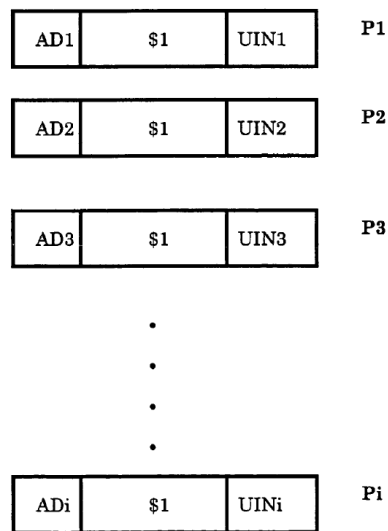 AD1 $1 UIN1 P1
AD2 $1 UIN2 P2
AD3 $1 UIN3 P3
ADi $1 UINi Pi